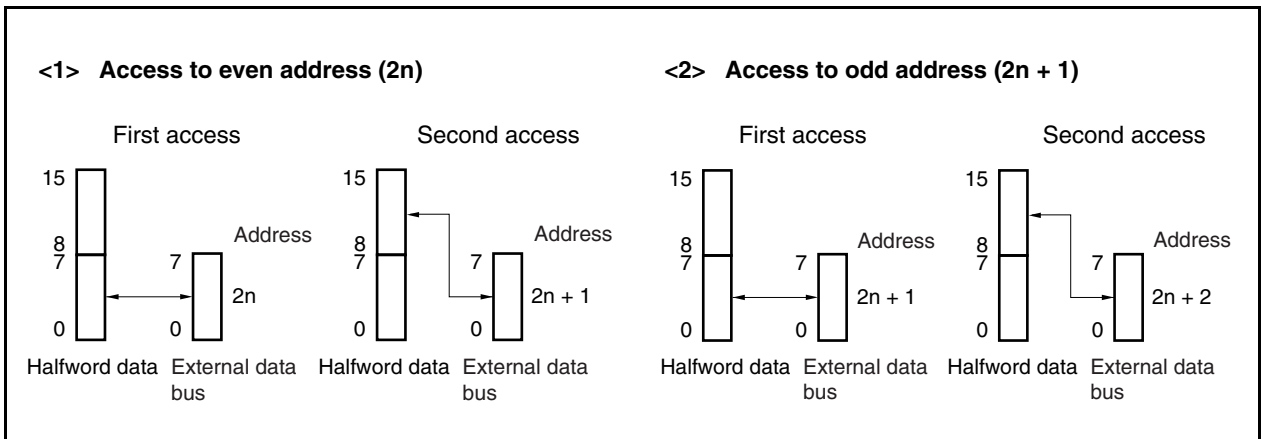 <1> Access to even address (2n)
First access
15
8
7
0
Halfword data
7
0
Address
2n
External data
bus
Second access
15
8
7
0
Halfword data
7
0
Address
2n + 1
External data
bus
<2> Access to odd address (2n + 1)
First access
15
8
7
0
Halfword data
7
0
Address
2n + 1
External data
bus
Second access
15
8
7
0
Halfword data
7
0
Address
2n + 2
External data
bus